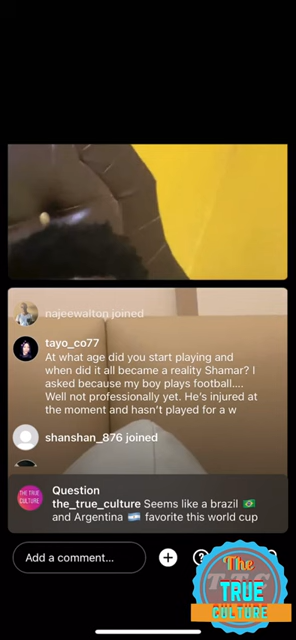 najeewalton joined
tayo_co77
At what age did you start playing and
when did it all became a reality Shamar? I
asked because my boy plays football....
Well not professionally yet. He's injured at
the moment and hasn't played for a w
shanshan_876 joined
THE TRUE
CULTURE
Question
the_true_culture Seems like a brazil 🇧🇷
and Argentina 🇦🇷 favorite this world cup
Add a comment...
The
TRUE
CULTURE